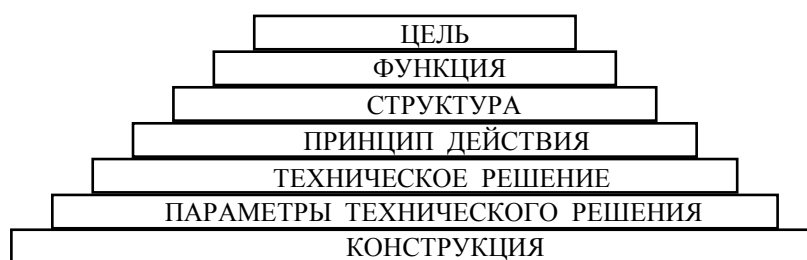 ЦЕЛЬ
ФУНКЦИЯ
СТРУКТУРА
ПРИНЦИП ДЕЙСТВИЯ
ТЕХНИЧЕСКОЕ РЕШЕНИЕ
ПАРАМЕТРЫ ТЕХНИЧЕСКОГО РЕШЕНИЯ
КОНСТРУКЦИЯ